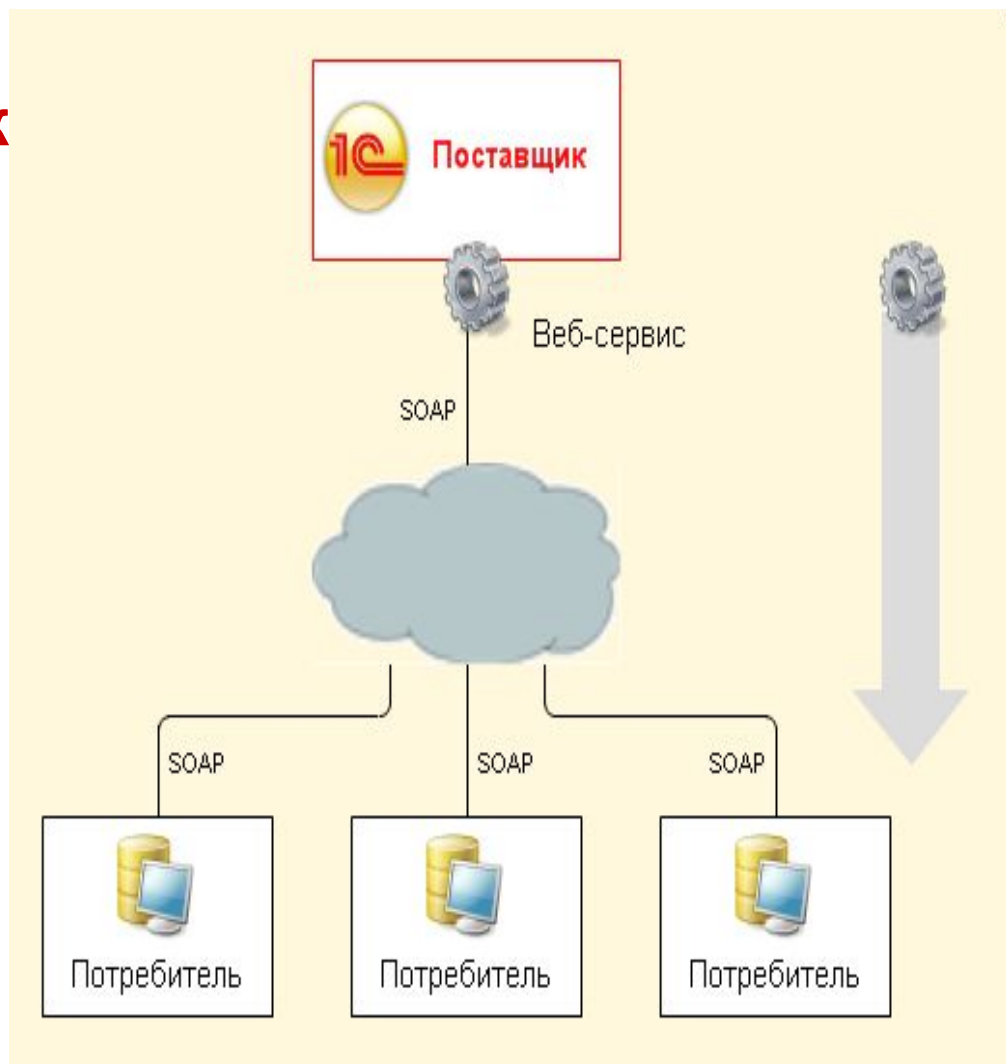 к
1С Поставщик
Веб-сервис
SOAP
SOAP SOAP SOAP
Потребитель Потребитель Потребитель